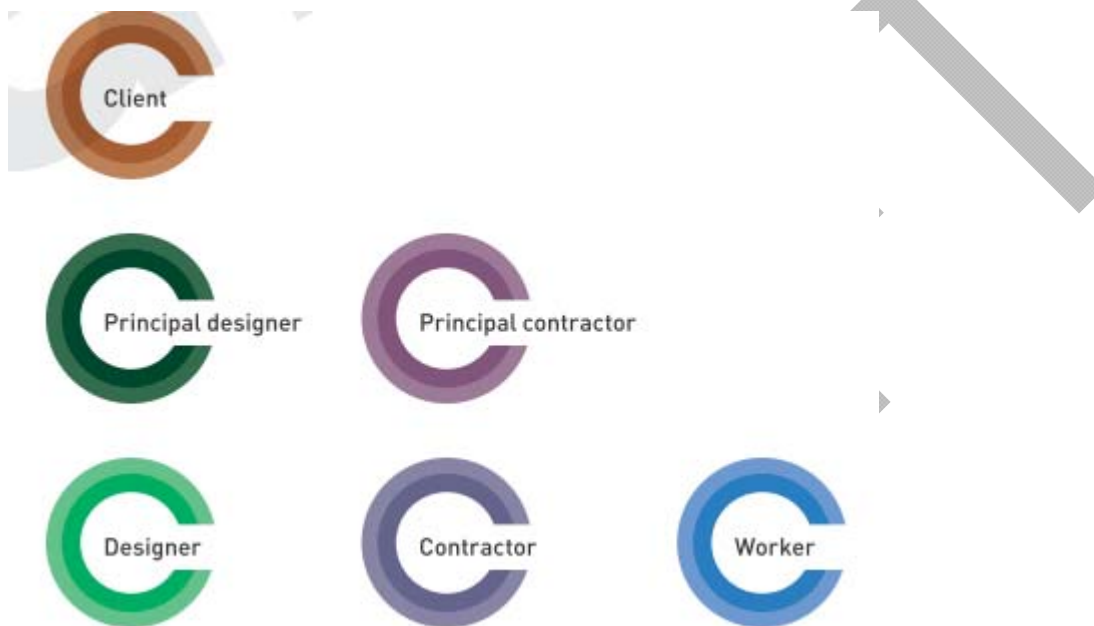 Client
Principal designer
Principal contractor
Designer
Contractor
Worker